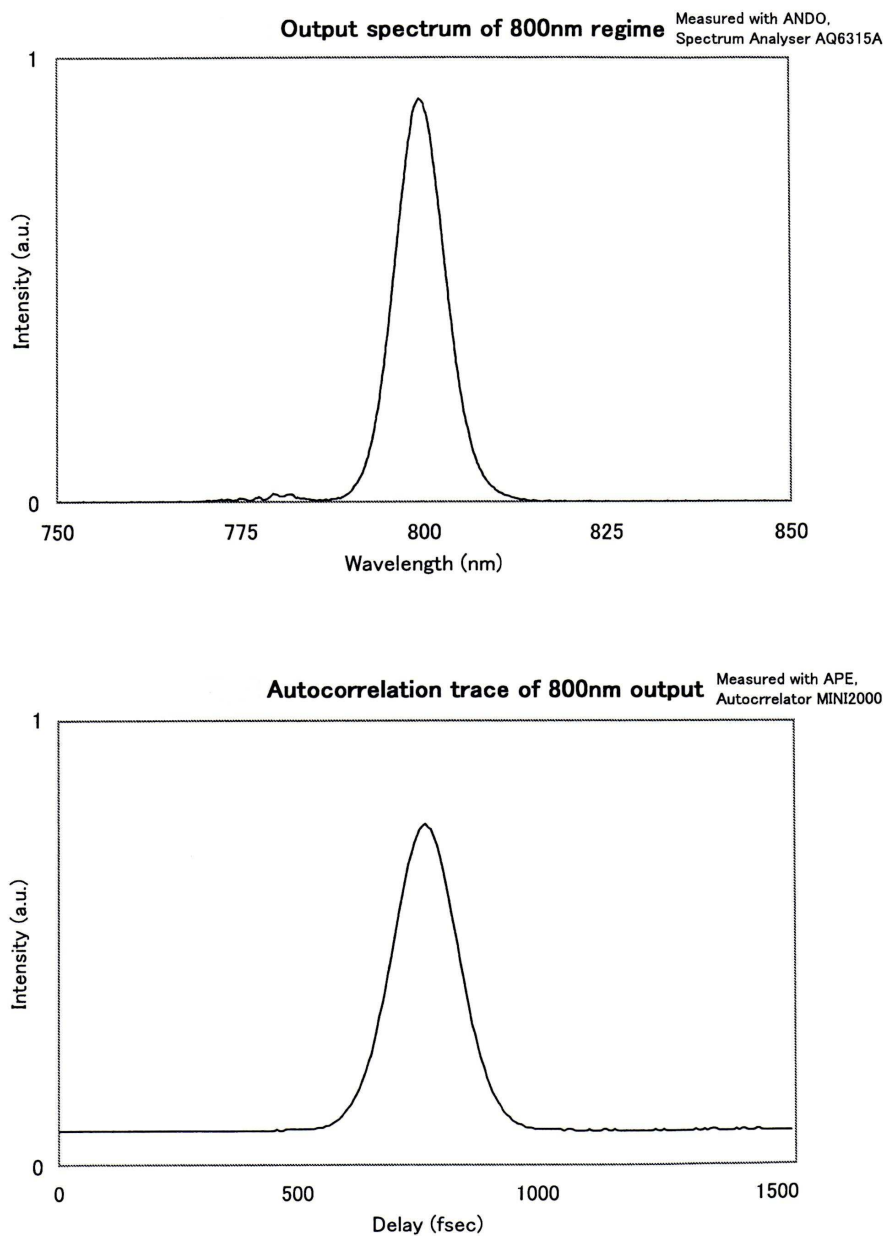 Output spectrum of 800nm regime
Measured with ANDO,
Spectrum Analyser AQ6315A
1
Intensity (a.u.)
0
750 775 800 825 850
Wavelength (nm)
Autocorrelation trace of 800nm output
Measured with APE,
Autocrrelator MINI2000
1
Intensity (a.u.)
0
0 500 1000 1500
Delay (fsec)